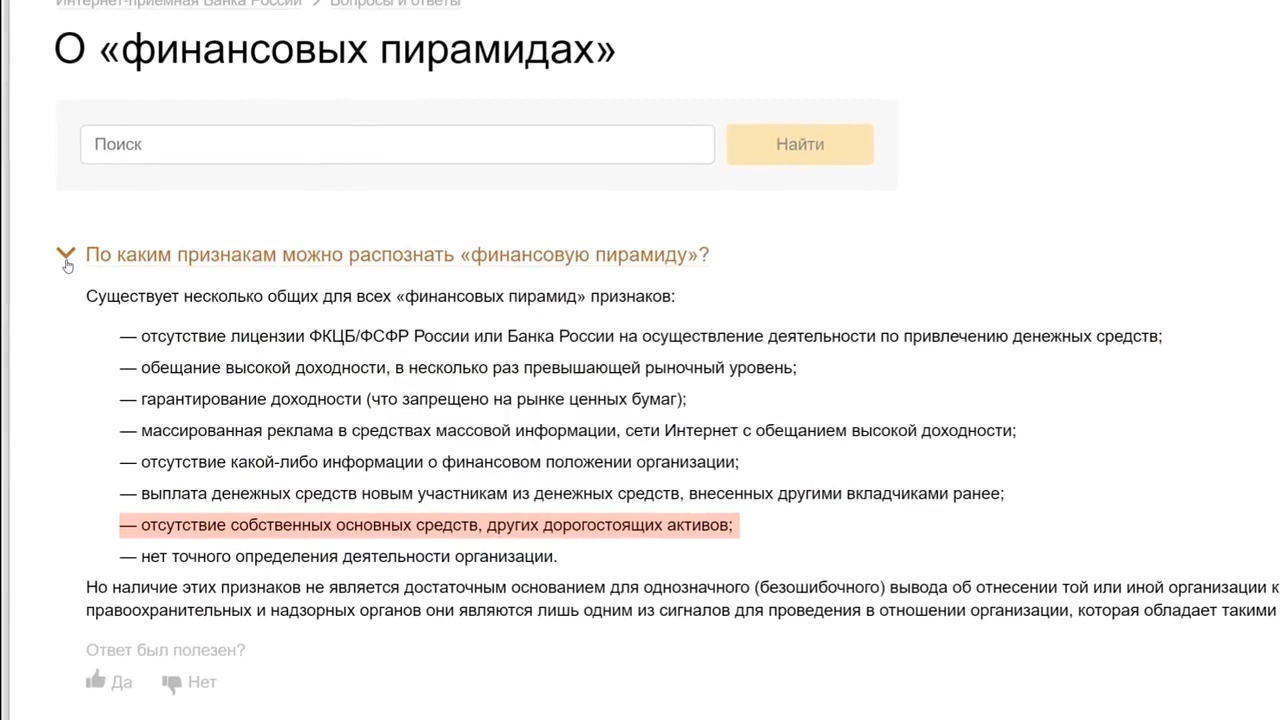 Интернет-приемная Банка России > Вопросы и ответы
О «финансовых пирамидах»
Поиск
Найти
По каким признакам можно распознать «финансовую пирамиду»?
Существует несколько общих для всех «финансовых пирамид» признаков:
— отсутствие лицензии ФКЦБ/ФСФР России или Банка России на осуществление деятельности по привлечению денежных средств;
— обещание высокой доходности, в несколько раз превышающей рыночный уровень;
— гарантирование доходности (что запрещено на рынке ценных бумаг);
— массированная реклама в средствах массовой информации, сети Интернет с обещанием высокой доходности;
— отсутствие какой-либо информации о финансовом положении организации;
— выплата денежных средств новым участникам из денежных средств, внесенных другими вкладчиками ранее;
— отсутствие собственных основных средств, других дорогостоящих активов;
— нет точного определения деятельности организации.
Но наличие этих признаков не является достаточным основанием для однозначного (безошибочного) вывода об отнесении той или иной организации к
правоохранительных и надзорных органов они являются лишь одним из сигналов для проведения в отношении организации, которая обладает такими
Ответ был полезен?
Да
Нет